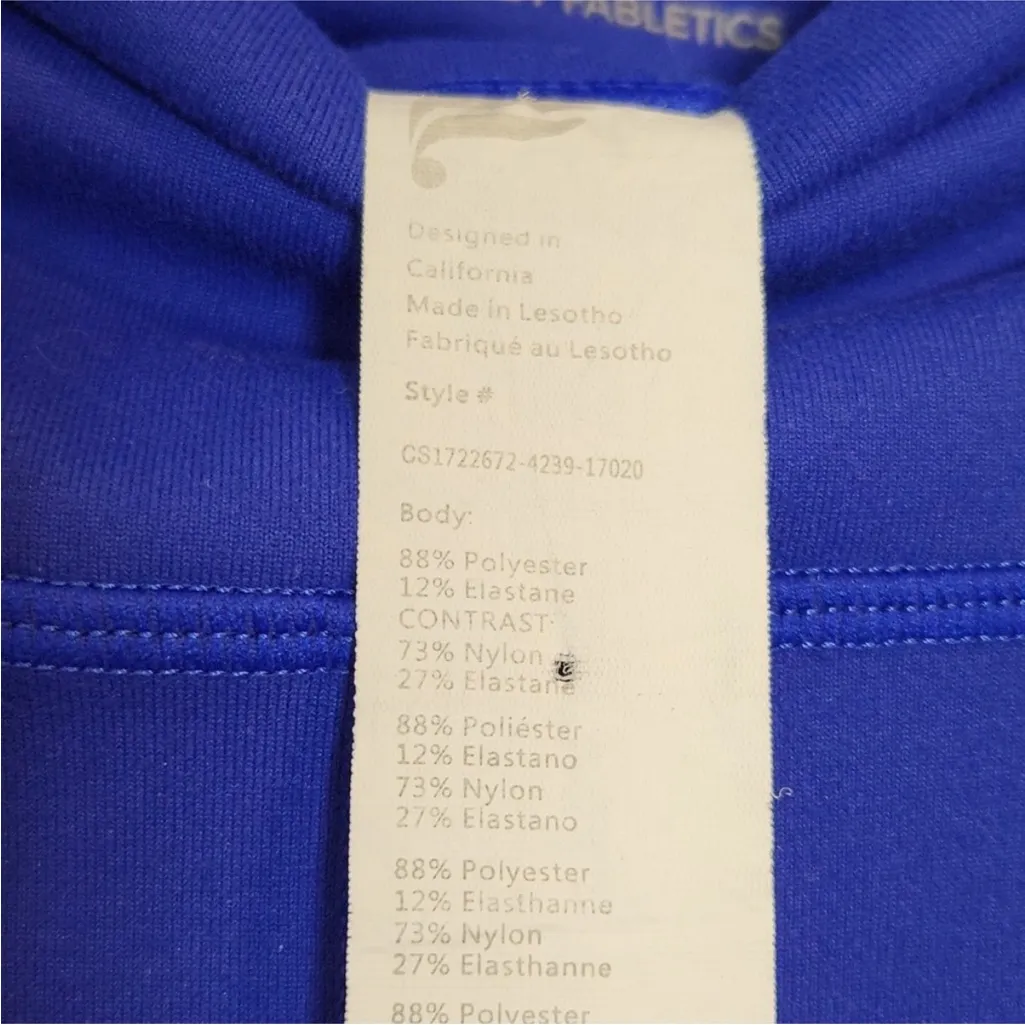 FABLETICS
Designed in
California
Made in Lesotho
Fabriqué au Lesotho
Style #
CS1722672-4239-17020
Body:
88% Polyester
12% Elastane
CONTRAST:
73% Nylon
27% Elastane
88% Poliéster
12% Elastano
73% Nylon
27% Elastano
88% Polyester
12% Elasthanne
73% Nylon
27% Elasthanne
88% Polyester